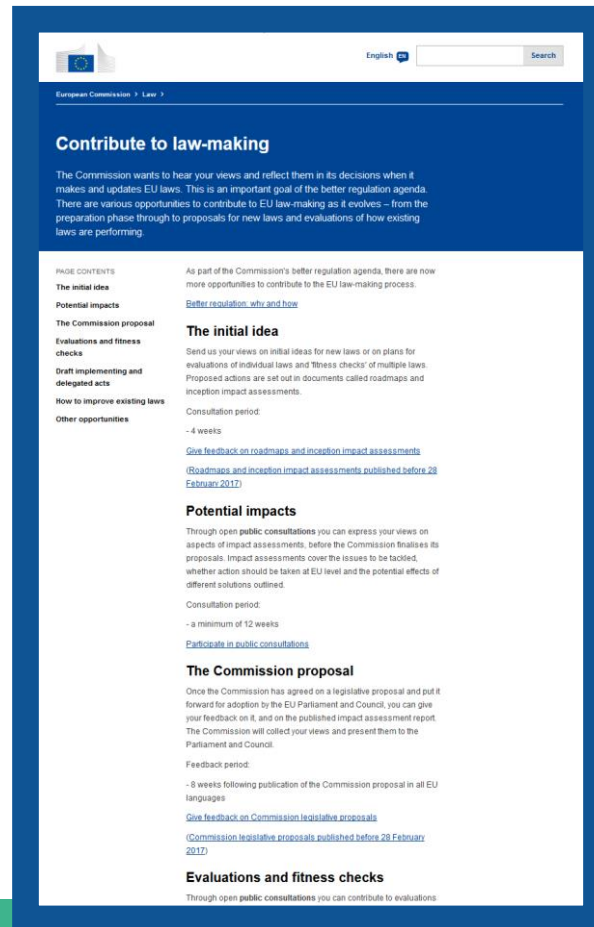 English EN
Search
European Commission > Law >
Contribute to law-making
The Commission wants to hear your views and reflect them in its decisions when it
makes and updates EU laws. This is an important goal of the better regulation agenda.
There are various opportunities to contribute to EU law-making as it evolves – from the
preparation phase through to proposals for new laws and evaluations of how existing
laws are performing.
PAGE CONTENTS
The initial idea
Potential impacts
The Commission proposal
Evaluations and fitness
checks
Draft implementing and
delegated acts
How to improve existing laws
Other opportunities
As part of the Commission's better regulation agenda, there are now
more opportunities to contribute to the EU law-making process.
Better regulation: why and how
The initial idea
Send us your views on initial ideas for new laws or on plans for
evaluations of individual laws and 'fitness checks' of multiple laws.
Proposed actions are set out in documents called roadmaps and
inception impact assessments.
Consultation period:
- 4 weeks
Give feedback on roadmaps and inception impact assessments
(Roadmaps and inception impact assessments published before 28
February 2017)
Potential impacts
Through open public consultations you can express your views on
aspects of impact assessments, before the Commission finalises its
proposals. Impact assessments cover the issues to be tackled,
whether action should be taken at EU level and the potential effects of
different solutions outlined.
Consultation period:
- a minimum of 12 weeks
Participate in public consultations
The Commission proposal
Once the Commission has agreed on a legislative proposal and put it
forward for adoption by the EU Parliament and Council, you can give
your feedback on it, and on the published impact assessment report.
The Commission will collect your views and present them to the
Parliament and Council.
Feedback period:
- 8 weeks following publication of the Commission proposal in all EU
languages
Give feedback on Commission legislative proposals
(Commission legislative proposals published before 28 February
2017)
Evaluations and fitness checks
Through open public consultations you can contribute to evaluations